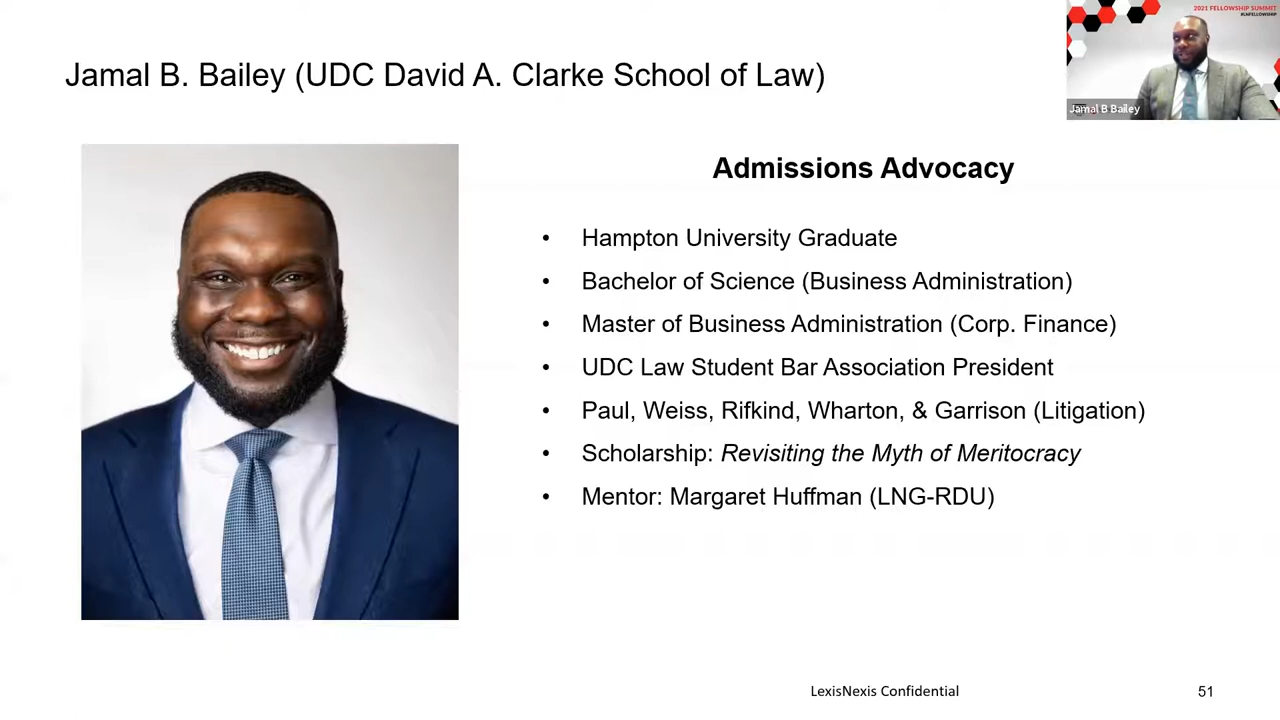 2021 FELLOWSHIP SUMMIT
#LNFELLOWSHIP
Jamal B. Bailey (UDC David A. Clarke School of Law)
Jamal B Bailey
Admissions Advocacy
• Hampton University Graduate
• Bachelor of Science (Business Administration)
• Master of Business Administration (Corp. Finance)
• UDC Law Student Bar Association President
• Paul, Weiss, Rifkind, Wharton, & Garrison (Litigation)
• Scholarship: Revisiting the Myth of Meritocracy
• Mentor: Margaret Huffman (LNG-RDU)
LexisNexis Confidential
51